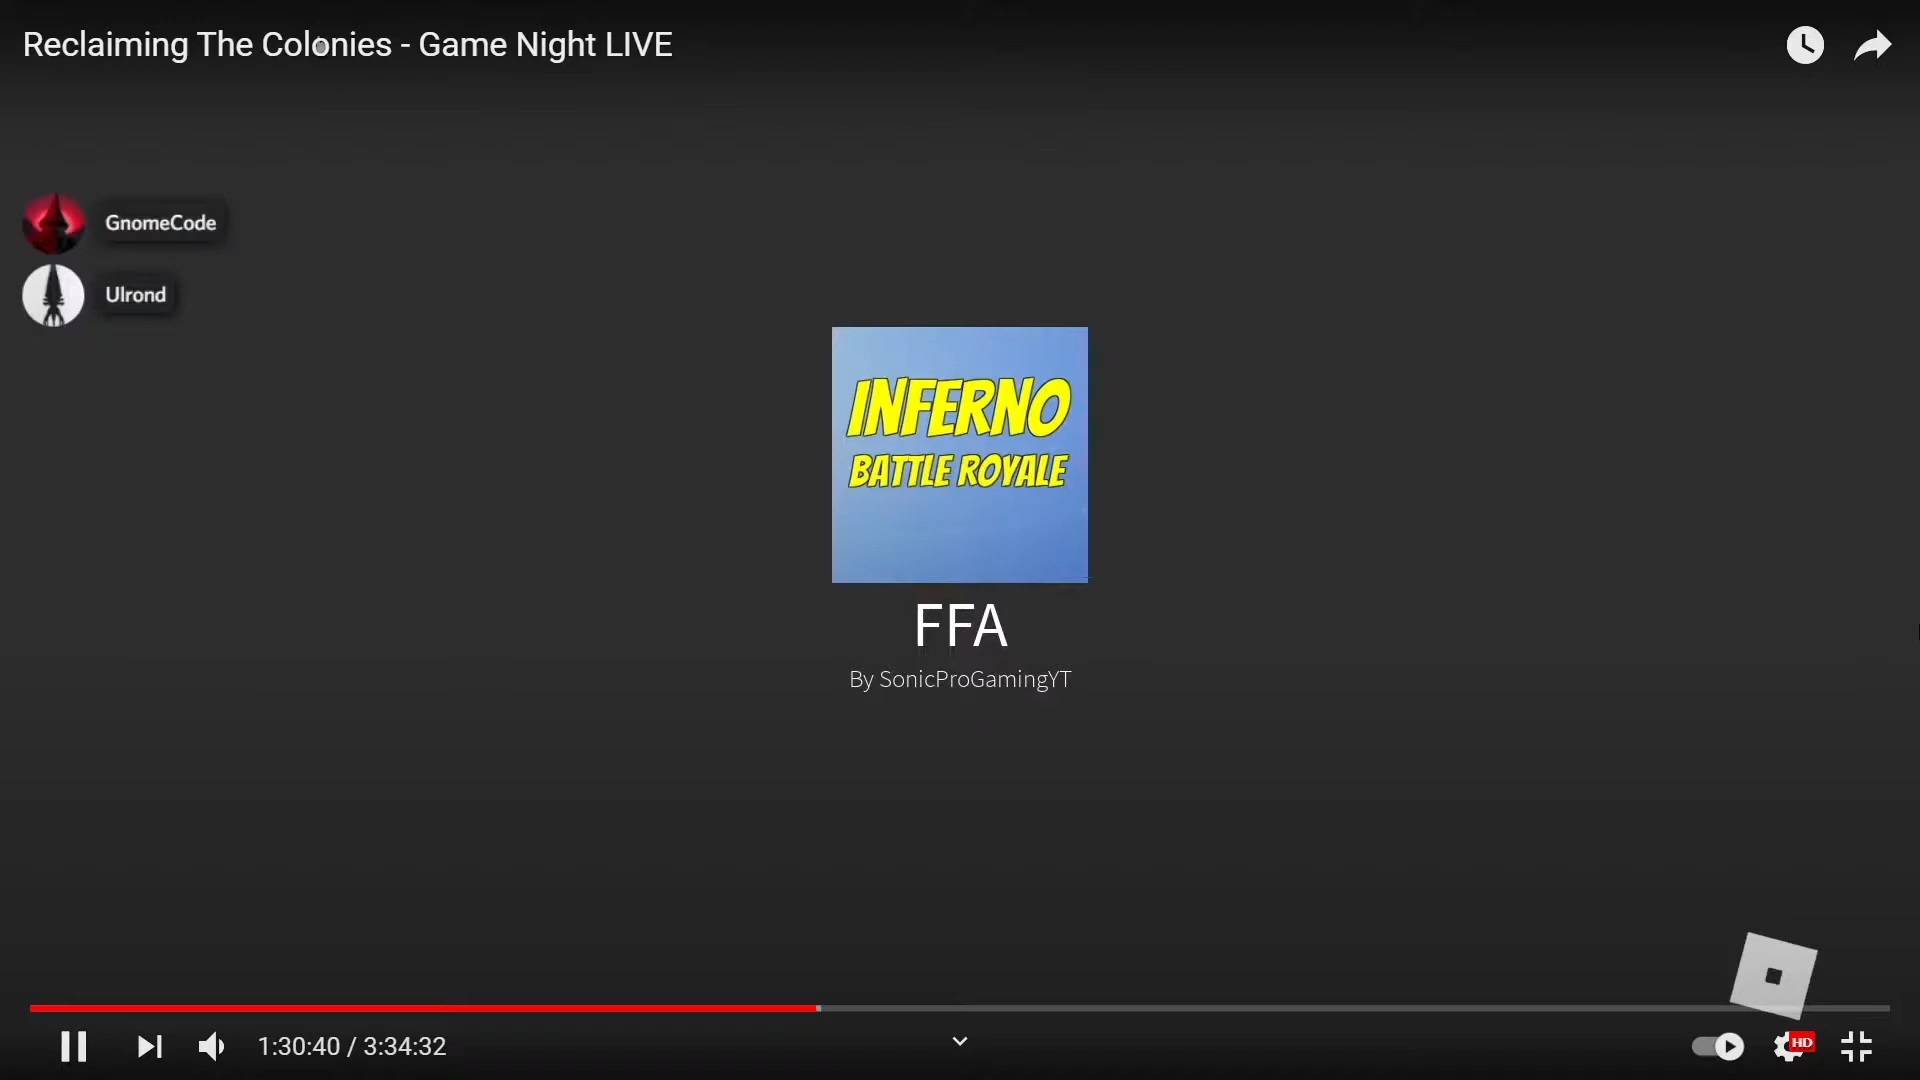 Reclaiming The Colonies - Game Night LIVE
GnomeCode
Ulrond
INFERNO
BATTLE ROYALE
FFA
By SonicProGamingYT
1:30:40 / 3:34:32
HD